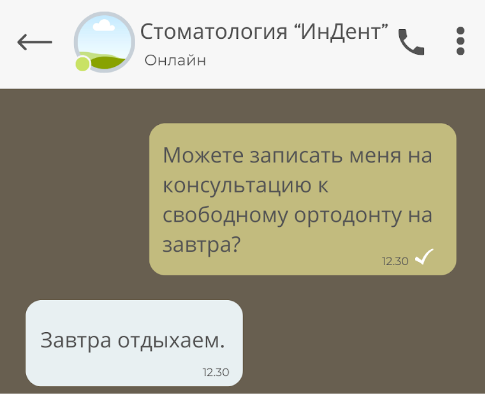 Стоматология “ИнДент”
Онлайн
Можете записать меня на
консультацию к
свободному ортодонту на
завтра?
12.30
Завтра отдыхаем.
12.30